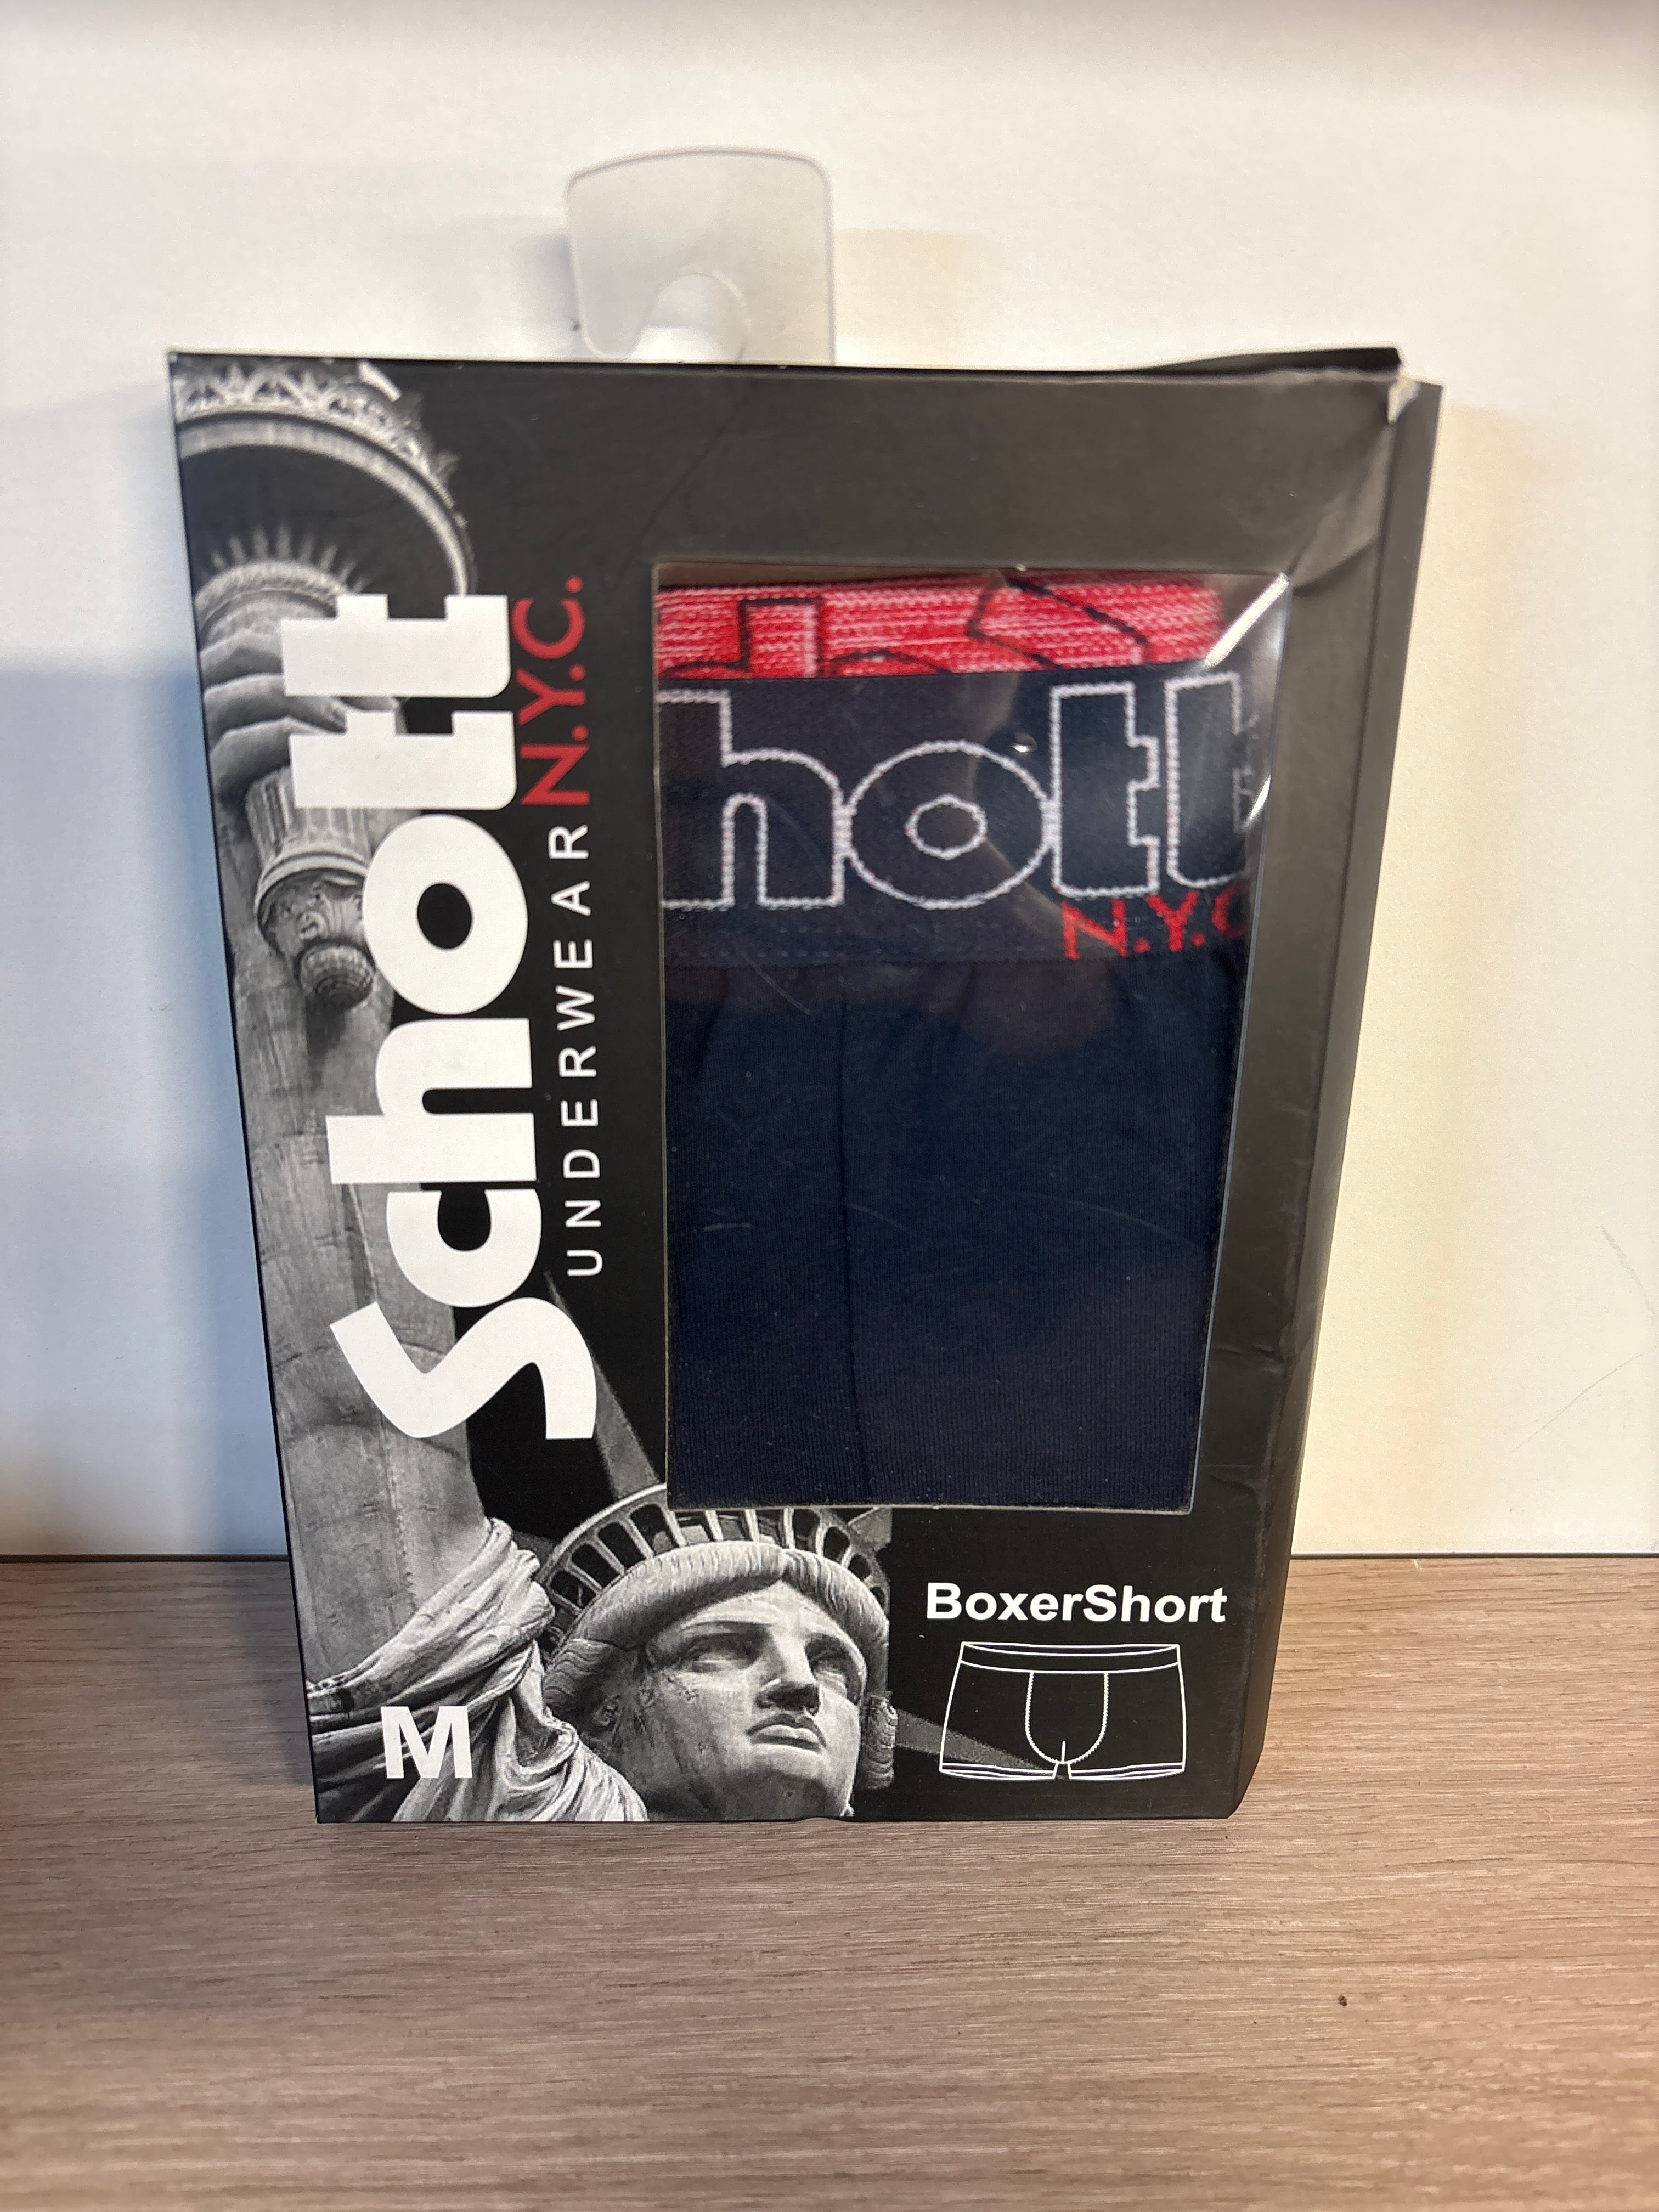 Schott
UNDERWEAR N.Y.C.
hott
N.Y.C
BoxerShort
M